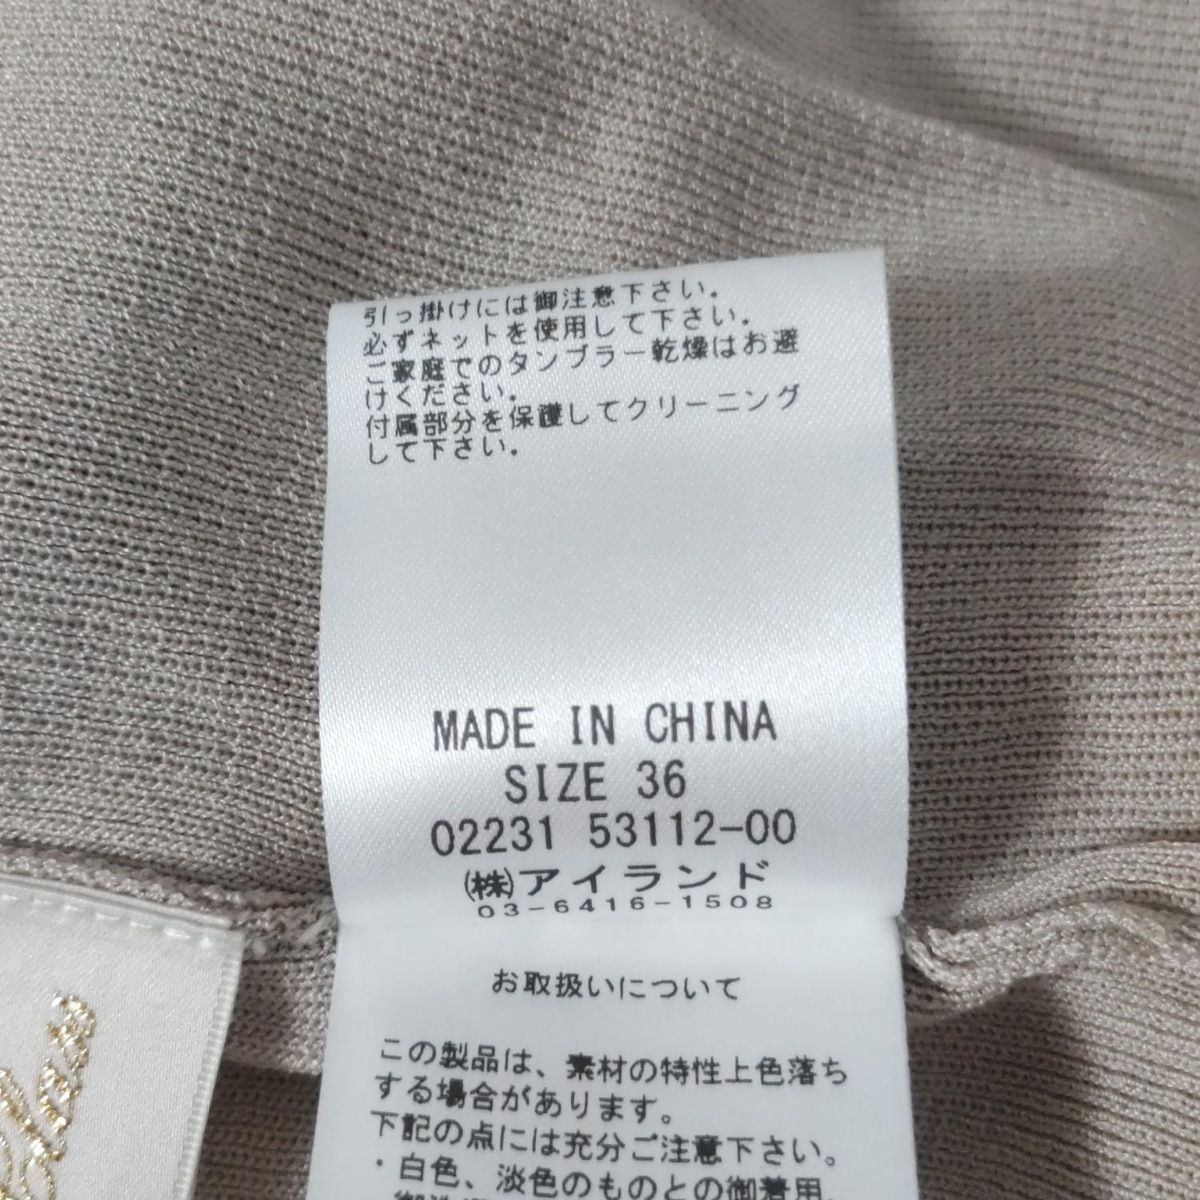 引っ掛けには御注意下さい。
必ずネットを使用して下さい。
ご家庭でのタンブラー乾燥はお避
けください。
付属部分を保護してクリーニング
して下さい。
MADE IN CHINA
SIZE 36
02231 53112-00
(株)アイランド
03-6416-1508
お取扱いについて
この製品は、素材の特性上色落ち
する場合があります。
下記の点には充分ご注意下さい。
・白色、淡色のものとの御着用、